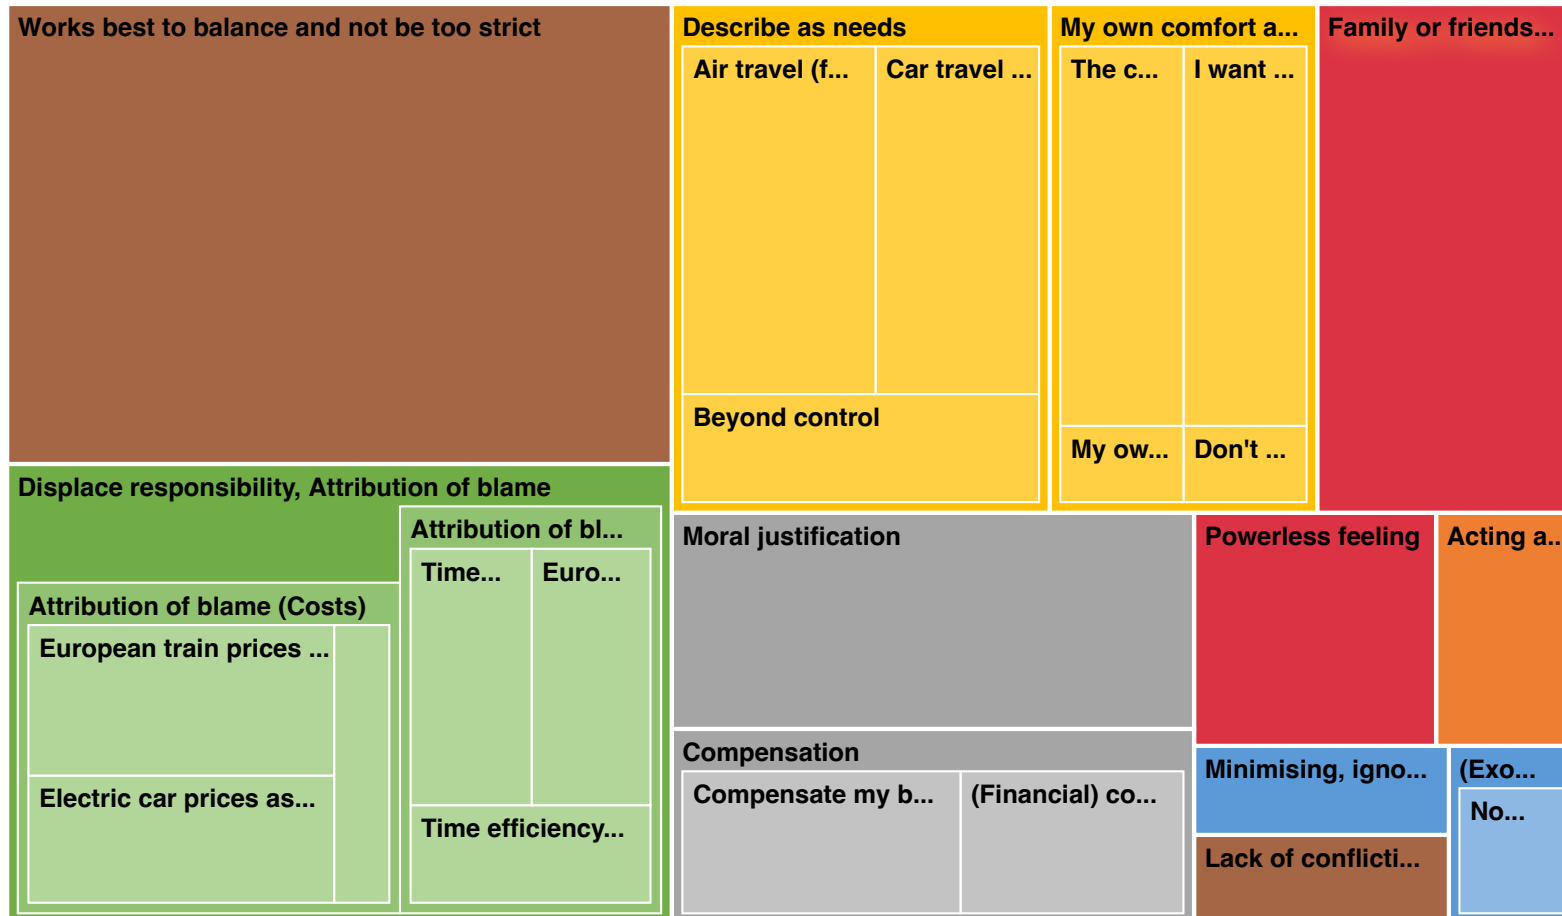 Works best to balance and not be too strict
Describe as needs
Air travel (f...
Car travel ...
Beyond control
My own comfort a...
The c...
I want ...
My ow...
Don't ...
Family or friends...
Displace responsibility, Attribution of blame
Attribution of bl...
Time...
Euro...
Time efficiency...
Attribution of blame (Costs)
European train prices ...
Electric car prices as...
Moral justification
Compensation
Compensate my b...
(Financial) co...
Powerless feeling
Acting a...
Minimising, igno...
(Exo...
No...
Lack of conflicti...